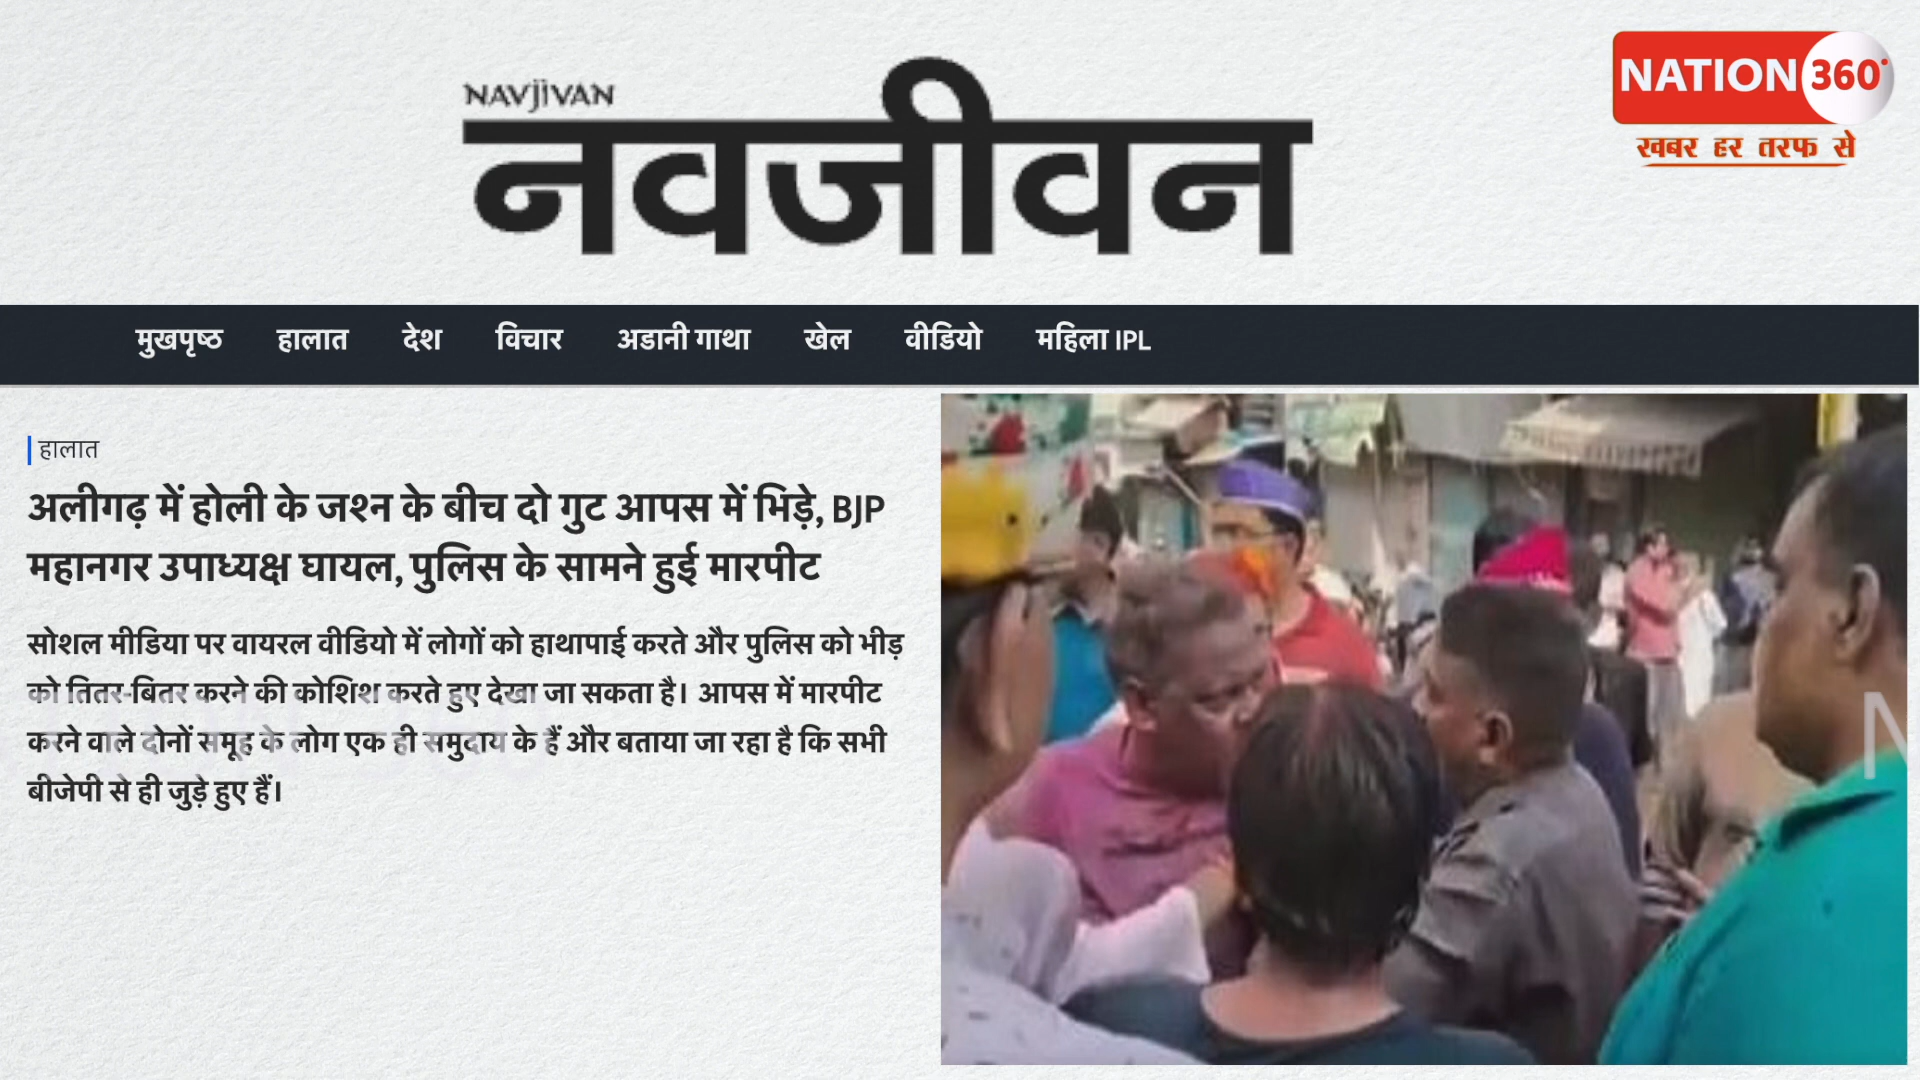 NAVJIVAN
नवजीवन
NATION 360°
खबर हर तरफ से
मुखपृष्ठ हालात देश विचार अडानी गाथा खेल वीडियो महिला IPL
हालात
अलीगढ़ में होली के जश्न के बीच दो गुट आपस में भिड़े, BJP
महानगर उपाध्यक्ष घायल, पुलिस के सामने हुई मारपीट
सोशल मीडिया पर वायरल वीडियो में लोगों को हाथापाई करते और पुलिस को भीड़
को तितर-बितर करने की कोशिश करते हुए देखा जा सकता है। आपस में मारपीट
करने वाले दोनों समूह के लोग एक ही समुदाय के हैं और बताया जा रहा है कि सभी
बीजेपी से ही जुड़े हुए हैं।